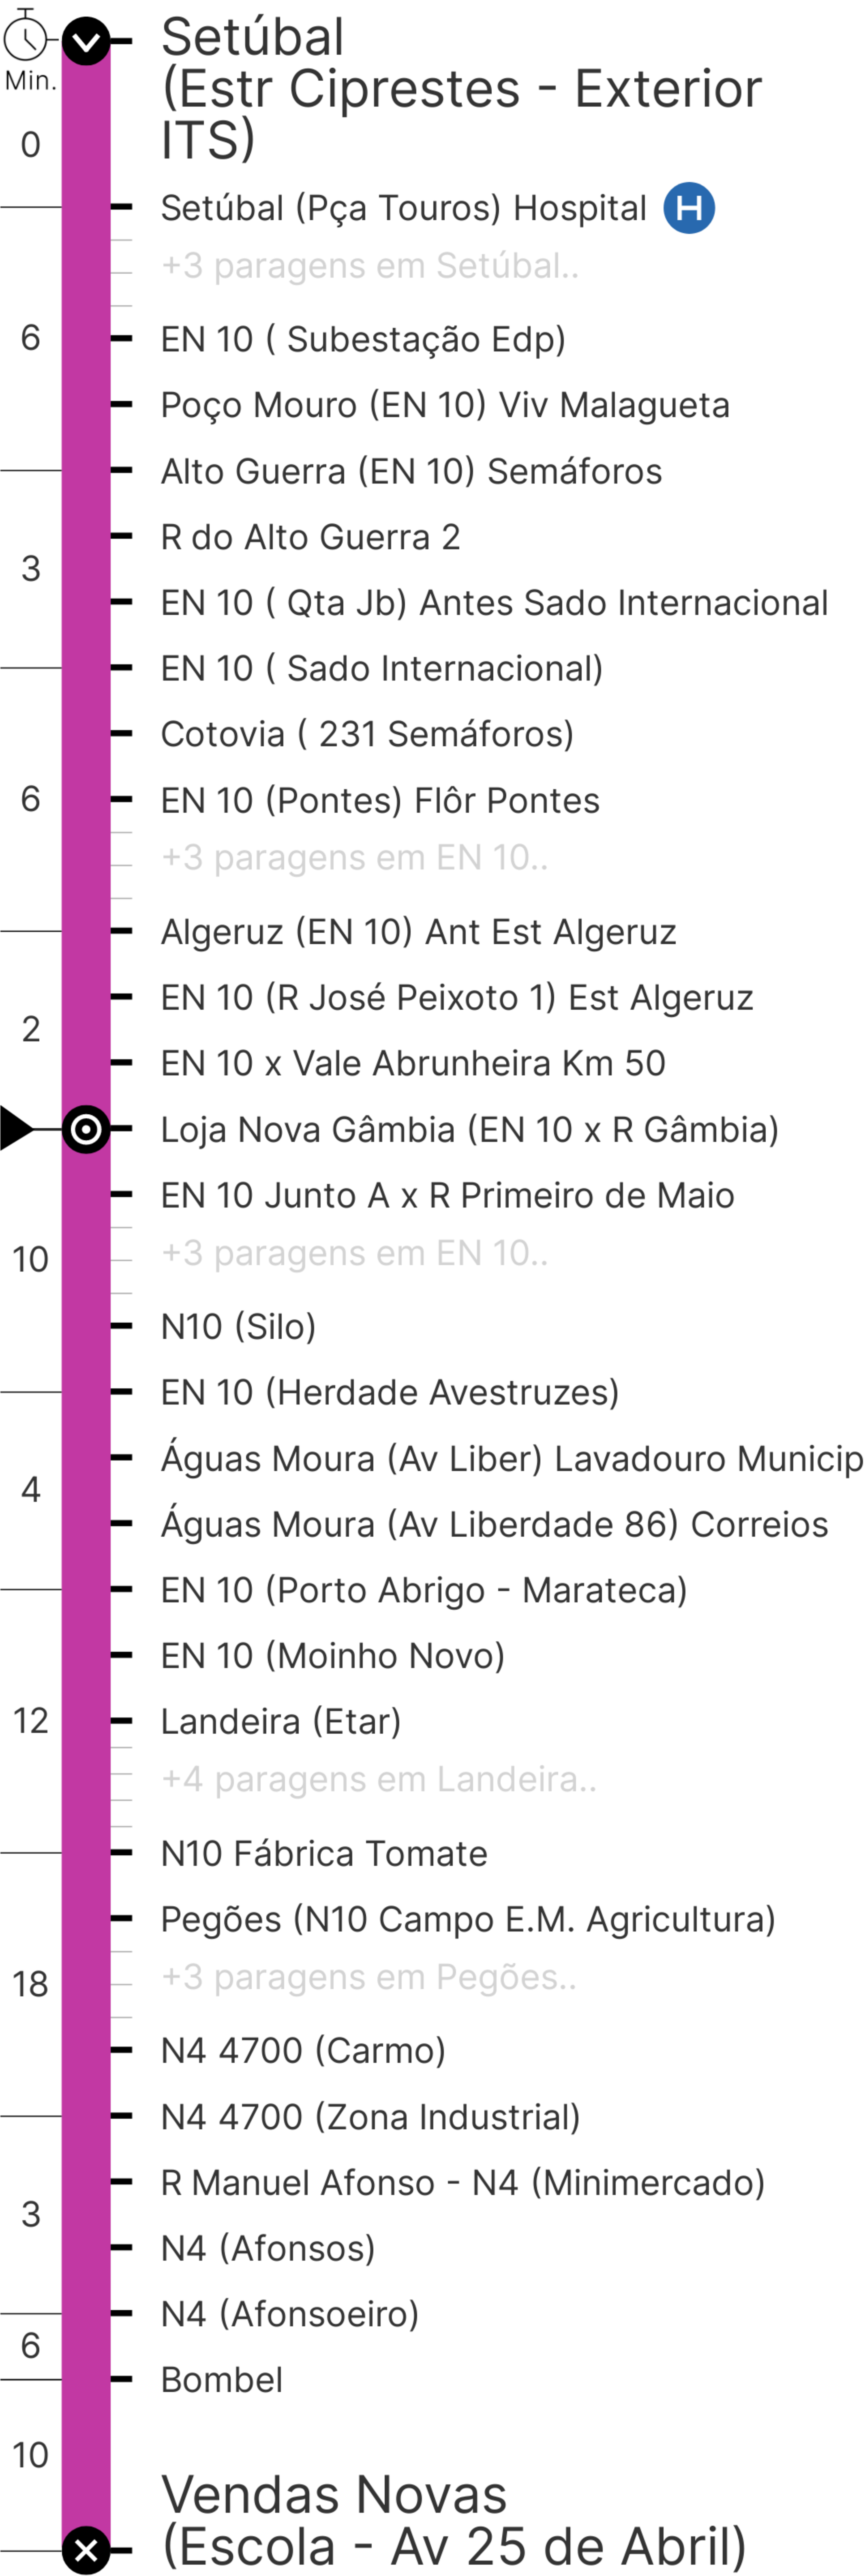 Setúbal
(Estr Ciprestes - Exterior
ITS)
Min.
0
Setúbal (Pça Touros) Hospital H
+3 paragens em Setúbal..
6
EN 10 ( Subestação Edp)
Poço Mouro (EN 10) Viv Malagueta
Alto Guerra (EN 10) Semáforos
R do Alto Guerra 2
3
EN 10 ( Qta Jb) Antes Sado Internacional
EN 10 ( Sado Internacional)
Cotovia ( 231 Semáforos)
6
EN 10 (Pontes) Flôr Pontes
+3 paragens em EN 10..
Algeruz (EN 10) Ant Est Algeruz
EN 10 (R José Peixoto 1) Est Algeruz
2
EN 10 x Vale Abrunheira Km 50
Loja Nova Gâmbia (EN 10 x R Gâmbia)
EN 10 Junto A x R Primeiro de Maio
+3 paragens em EN 10..
10
N10 (Silo)
EN 10 (Herdade Avestruzes)
Águas Moura (Av Liber) Lavadouro Municip
4
Águas Moura (Av Liberdade 86) Correios
EN 10 (Porto Abrigo - Marateca)
EN 10 (Moinho Novo)
12
Landeira (Etar)
+4 paragens em Landeira..
N10 Fábrica Tomate
Pegões (N10 Campo E.M. Agricultura)
+3 paragens em Pegões..
18
N4 4700 (Carmo)
N4 4700 (Zona Industrial)
R Manuel Afonso - N4 (Minimercado)
3
N4 (Afonsos)
N4 (Afonsoeiro)
6
Bombel
10
Vendas Novas
(Escola - Av 25 de Abril)